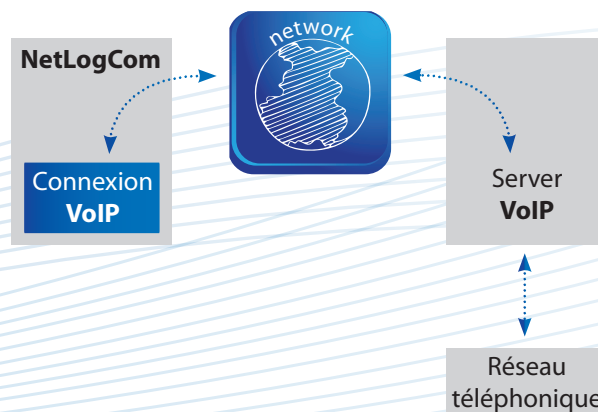 NetLogCom
network
Connexion
VoIP
Server
VoIP
Réseau
téléphonique